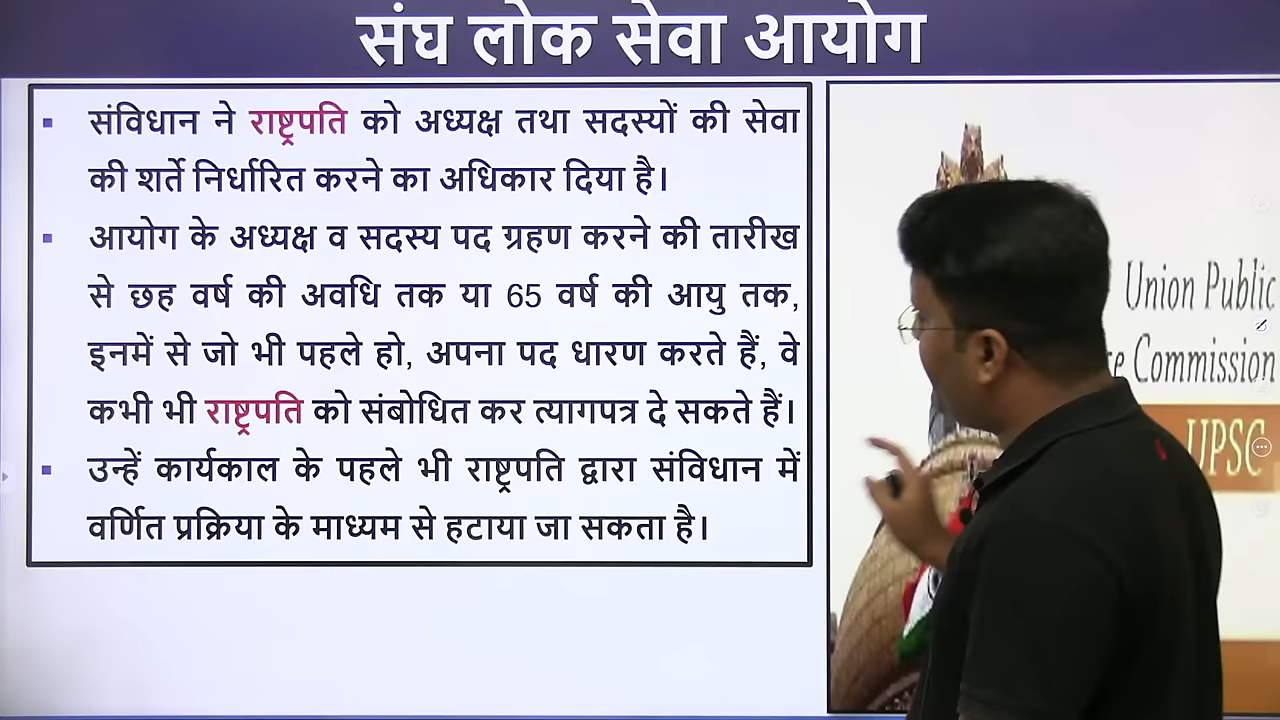 संघ लोक सेवा आयोग
▪ संविधान ने राष्ट्रपति को अध्यक्ष तथा सदस्यों की सेवा
की शर्ते निर्धारित करने का अधिकार दिया है।
▪ आयोग के अध्यक्ष व सदस्य पद ग्रहण करने की तारीख
से छह वर्ष की अवधि तक या 65 वर्ष की आयु तक,
इनमें से जो भी पहले हो, अपना पद धारण करते हैं, वे
कभी भी राष्ट्रपति को संबोधित कर त्यागपत्र दे सकते हैं।
▪ उन्हें कार्यकाल के पहले भी राष्ट्रपति द्वारा संविधान में
वर्णित प्रक्रिया के माध्यम से हटाया जा सकता है।
Union Public
Commission
UPSC